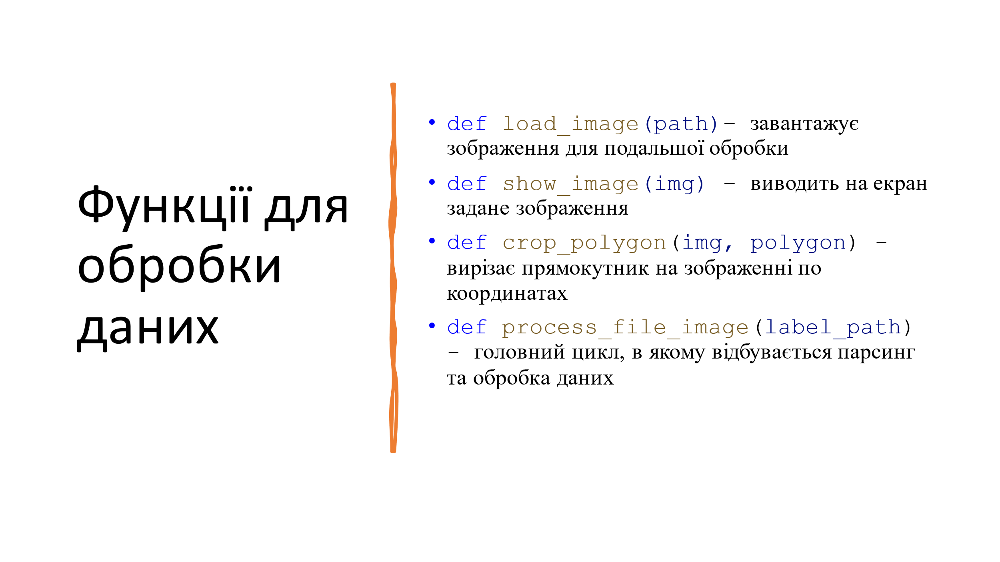 Функції для
обробки
даних
• def load_image(path)– завантажує
зображення для подальшої обробки
• def show_image(img) – виводить на екран
задане зображення
• def crop_polygon(img, polygon) –
вирізає прямокутник на зображенні по
координатах
• def process_file_image(label_path)
– головний цикл, в якому відбувається парсинг
та обробка даних